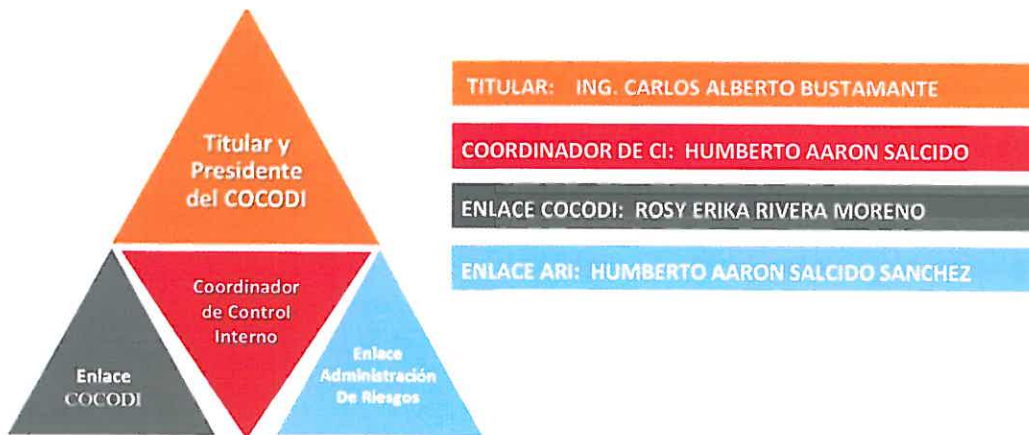 Titular y
Presidente
del COCODI
Coordinador
de Control
Interno
Enlace
COCODI
Enlace
Administración
De Riesgos
TITULAR: ING. CARLOS ALBERTO BUSTAMANTE
COORDINADOR DE CI: HUMBERTO AARON SALCIDO
ENLACE COCODI: ROSY ERIKA RIVERA MORENO
ENLACE ARI: HUMBERTO AARON SALCIDO SANCHEZ